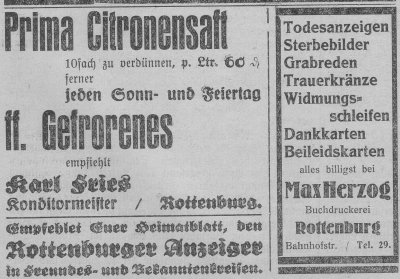 Prima Citronensaft
10fach zu verdünnen, p. Ltr. 60 ₰
ferner
jeden Sonn- und Feiertag
ff. Gefrorenes
empfiehlt
Karl Fries
Konditormeister / Rottenburg.
Empfehlet Euer Heimatblatt, den
Rottenburger Anzeiger
in Freundes- und Bekanntenkreisen.
Todesanzeigen
Sterbebilder
Grabreden
Trauerkränze
Widmungs-
schleifen
Dankkarten
Beileidskarten
alles billigst bei
Max Herzog
Buchdruckerei
Rottenburg
Bahnhofstr. / Tel. 29.